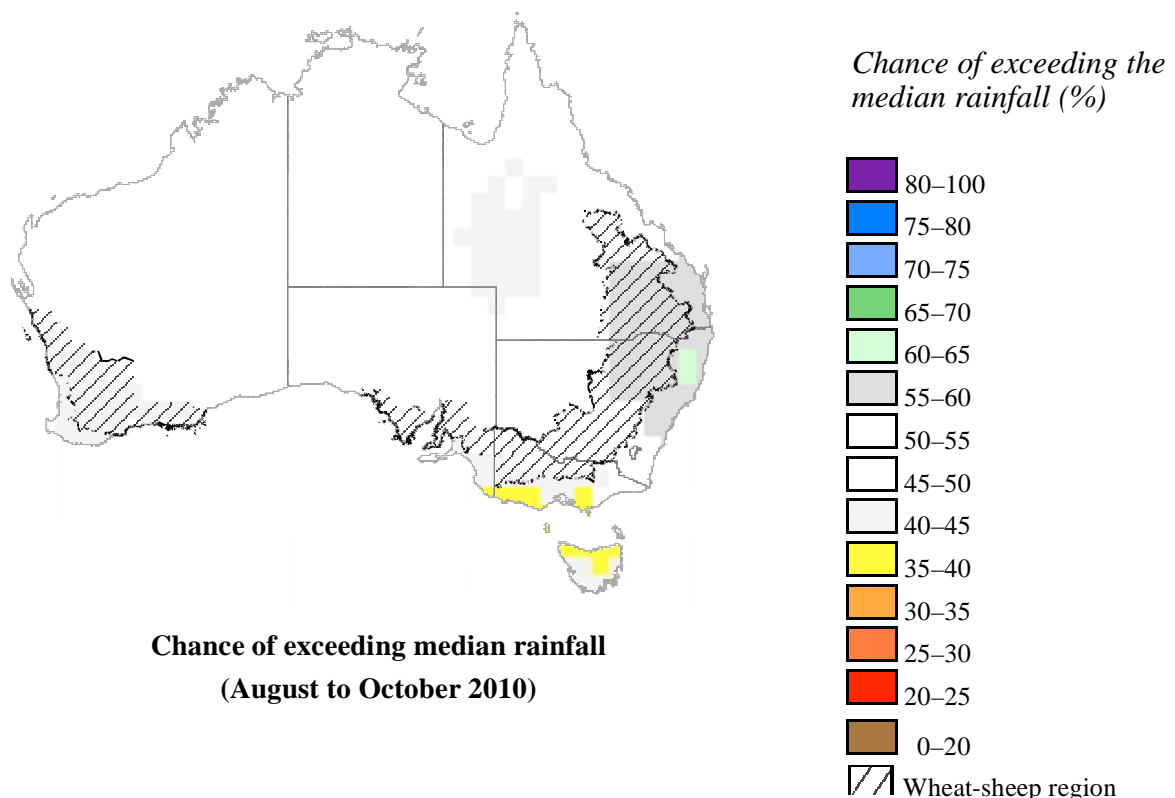 Chance of exceeding the
median rainfall (%)
80–100
75–80
70–75
65–70
60–65
55–60
50–55
45–50
40–45
35–40
30–35
25–30
20–25
0–20
Wheat-sheep region
Chance of exceeding median rainfall
(August to October 2010)